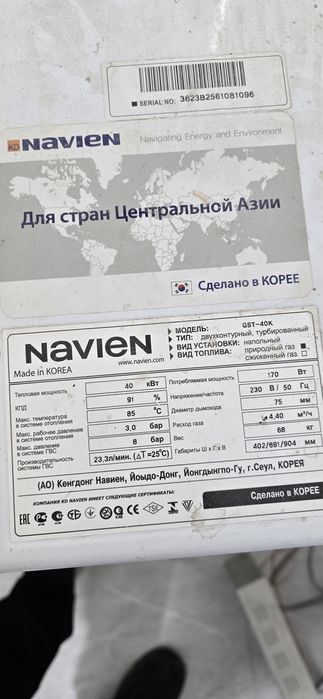 ■ SERIAL NO: 3623B2561081096
KD NAVIEN Navigating Energy and Environment
Для стран Центральной Азии
Сделано в КОРЕЕ
NAVIEN
www.navien.com
Made in KOREA
■ МОДЕЛЬ: GST-40K
■ ТИП: двухконтурный, турбированный
■ ВИД УСТАНОВКИ: напольный
■ ВИД ТОПЛИВА: природный газ ■
сжиженный газ □
Тепловая мощность 40 кВт
КПД 91 %
Макс. температура в системе отопления 85 °С
Макс. рабочее давление в системе отопления 3,0 бар
Макс. давление в системе ГВС 8 бар
Производительность системы ГВС 23,3л/мин. (△T=25℃)
Потребляемая мощность 170 Вт
Напряжение/частота 230 В / 50 Гц
Диаметр дымохода 75 мм
Расход газа 4,40 м³/ч
Вес 68 кг
Габариты Ш х Г х В 402/691/904 мм
(АО) Кенгдонг Навиен, Йоыдо-Донг, Йонгдынгпо-Гу, г.Сеул, КОРЕЯ
КОМПАНИЯ KD NAVIEN ИМЕЕТ СЛЕДУЮЩИЕ СЕРТИФИКАТЫ:
Сделано в КОРЕЕ
EAC